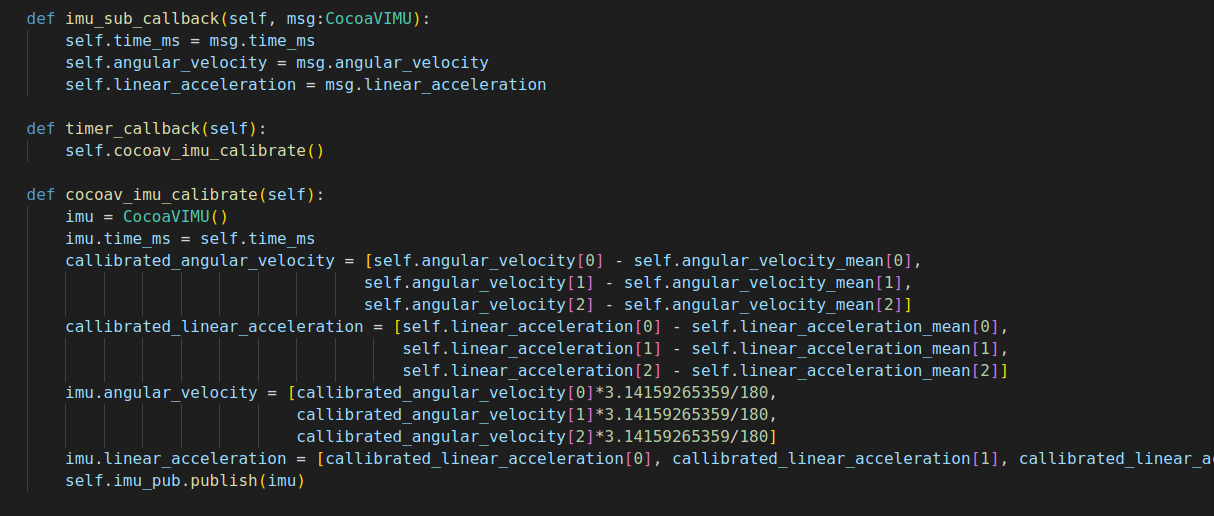 def imu_sub_callback(self, msg:CocoaVIMU):
self.time_ms = msg.time_ms
self.angular_velocity = msg.angular_velocity
self.linear_acceleration = msg.linear_acceleration
def timer_callback(self):
self.cocoav_imu_calibrate()
def cocoav_imu_calibrate(self):
imu = CocoaVIMU()
imu.time_ms = self.time_ms
callibrated_angular_velocity = [self.angular_velocity[0] - self.angular_velocity_mean[0],
self.angular_velocity[1] - self.angular_velocity_mean[1],
self.angular_velocity[2] - self.angular_velocity_mean[2]]
callibrated_linear_acceleration = [self.linear_acceleration[0] - self.linear_acceleration_mean[0],
self.linear_acceleration[1] - self.linear_acceleration_mean[1],
self.linear_acceleration[2] - self.linear_acceleration_mean[2]]
imu.angular_velocity = [callibrated_angular_velocity[0]*3.14159265359/180,
callibrated_angular_velocity[1]*3.14159265359/180,
callibrated_angular_velocity[2]*3.14159265359/180]
imu.linear_acceleration = [callibrated_linear_acceleration[0], callibrated_linear_acceleration[1], callibrated_linear_a
self.imu_pub.publish(imu)